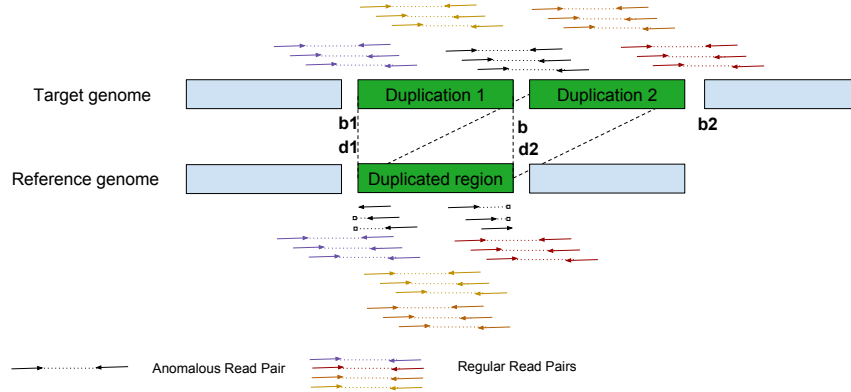 Target genome
Duplication 1
Duplication 2
b1
b
b2
d1
d2
Reference genome
Duplicated region
Anomalous Read Pair
Regular Read Pairs